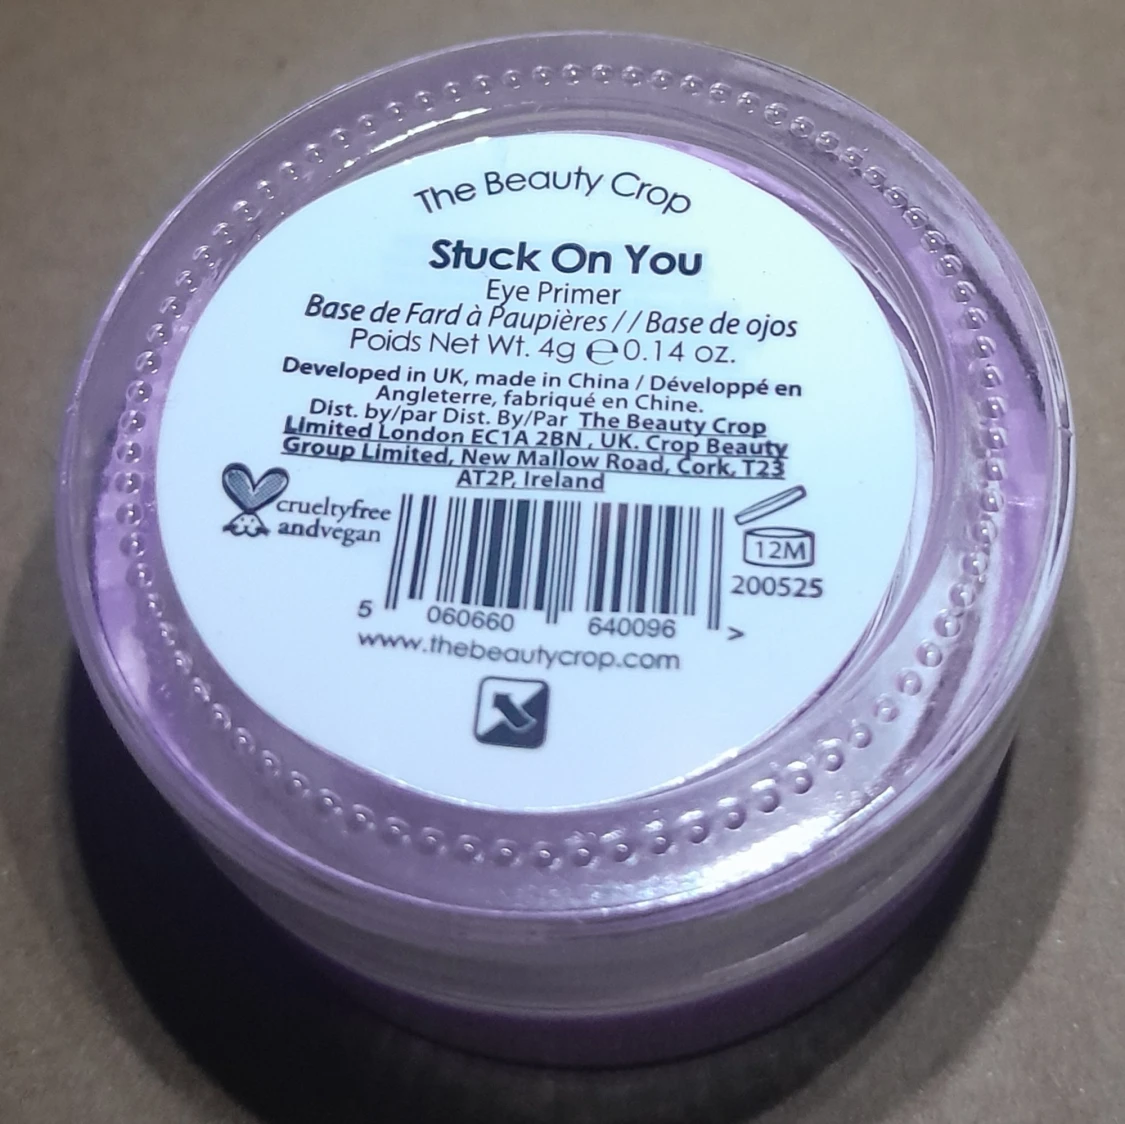 The Beauty Crop
Stuck On You
Eye Primer
Base de Fard à Paupières // Base de ojos
Poids Net Wt. 4g ℮ 0.14 oz.
Developed in UK, made in China / Développé en
Angleterre, fabriqué en Chine.
Dist. by/par Dist. By/Par The Beauty Crop
Limited London EC1A 2BN, UK. Crop Beauty
Group Limited, New Mallow Road, Cork, T23
AT2P, Ireland
crueltyfree
andvegan
12M
200525
5 060660 640096 >
www.thebeautycrop.com